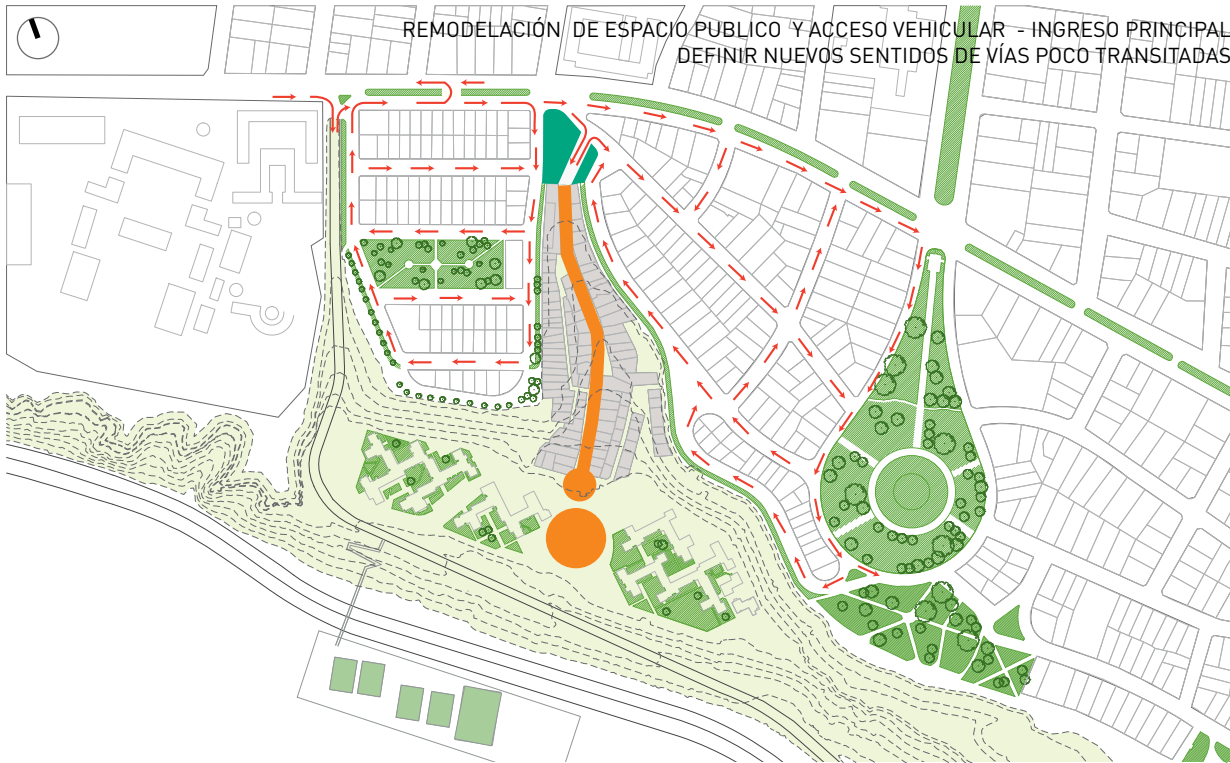 REMODELACIÓN DE ESPACIO PUBLICO Y ACCESO VEHICULAR - INGRESO PRINCIPAL
DEFINIR NUEVOS SENTIDOS DE VÍAS POCO TRANSITADAS